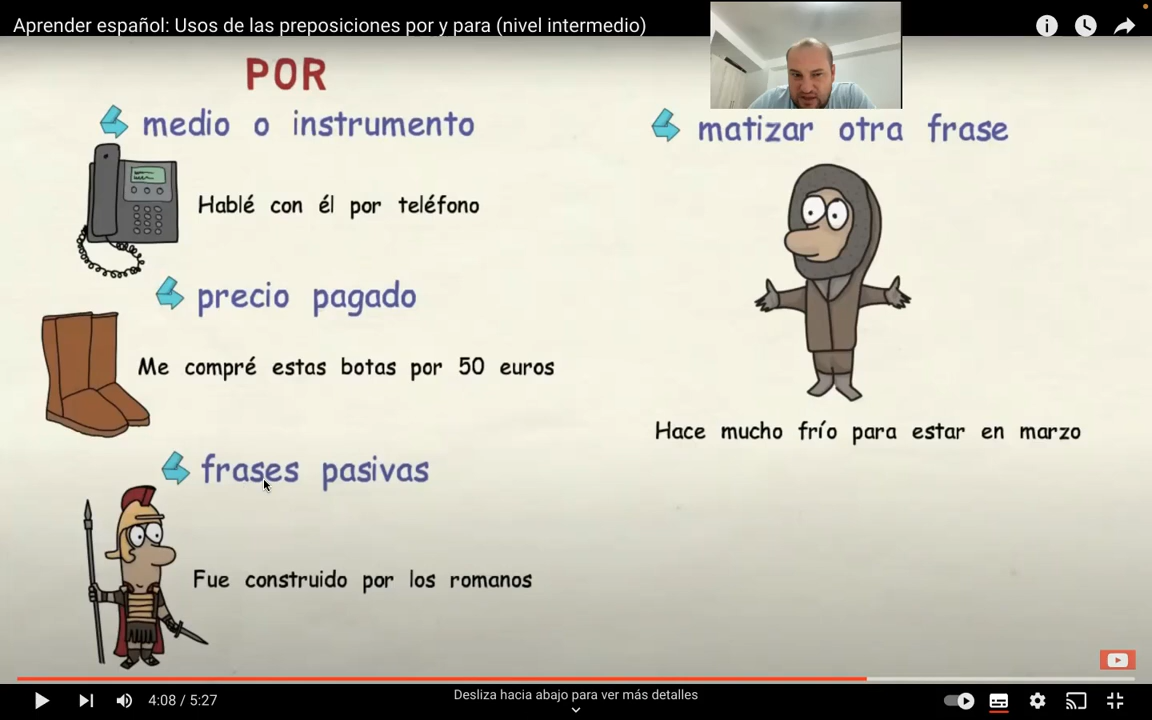 Aprender español: Usos de las preposiciones por y para (nivel intermedio)
POR
medio o instrumento
Hablé con él por teléfono
precio pagado
Me compré estas botas por 50 euros
frases pasivas
Fue construido por los romanos
matizar otra frase
Hace mucho frío para estar en marzo
4:08 / 5:27
Desliza hacia abajo para ver más detalles